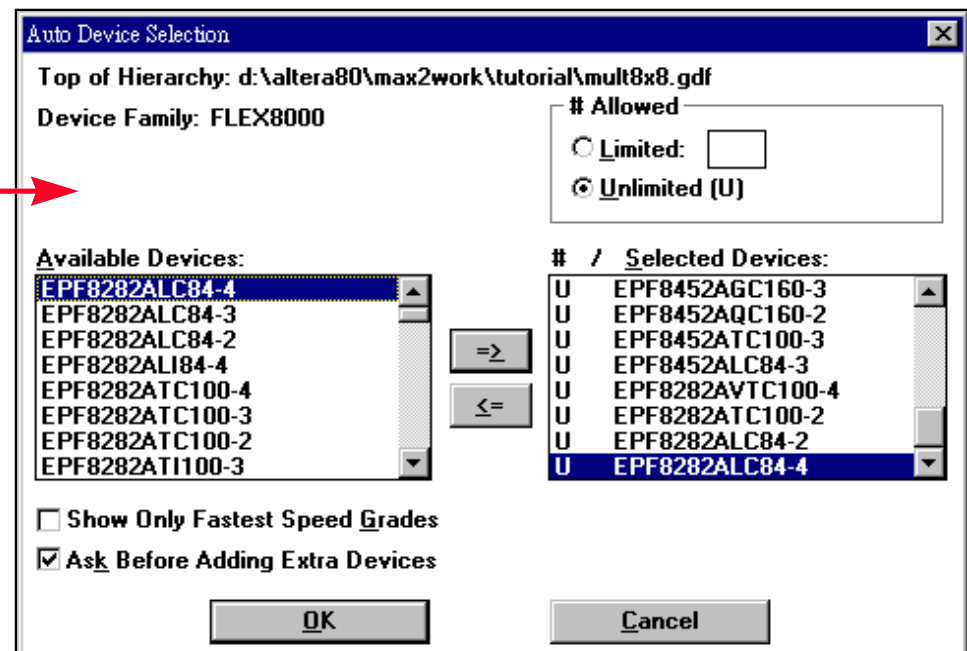 Auto Device Selection
Top of Hierarchy: d:\altera80\max2work\tutorial\mult8x8.gdf
Device Family: FLEX8000
# Allowed
Limited:
Unlimited (U)
Available Devices:
EPF8282ALC84-4
EPF8282ALC84-3
EPF8282ALC84-2
EPF8282ALI84-4
EPF8282ATC100-4
EPF8282ATC100-3
EPF8282ATC100-2
EPF8282ATI100-3
=>
<=
# / Selected Devices:
U EPF8452AGC160-3
U EPF8452AQC160-2
U EPF8452ATC100-3
U EPF8452ALC84-3
U EPF8282AVTC100-4
U EPF8282ATC100-2
U EPF8282ALC84-2
U EPF8282ALC84-4
Show Only Fastest Speed Grades
Ask Before Adding Extra Devices
OK
Cancel